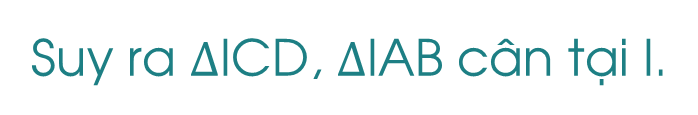 Suy ra ΔICD, ΔIAB cân tại I.